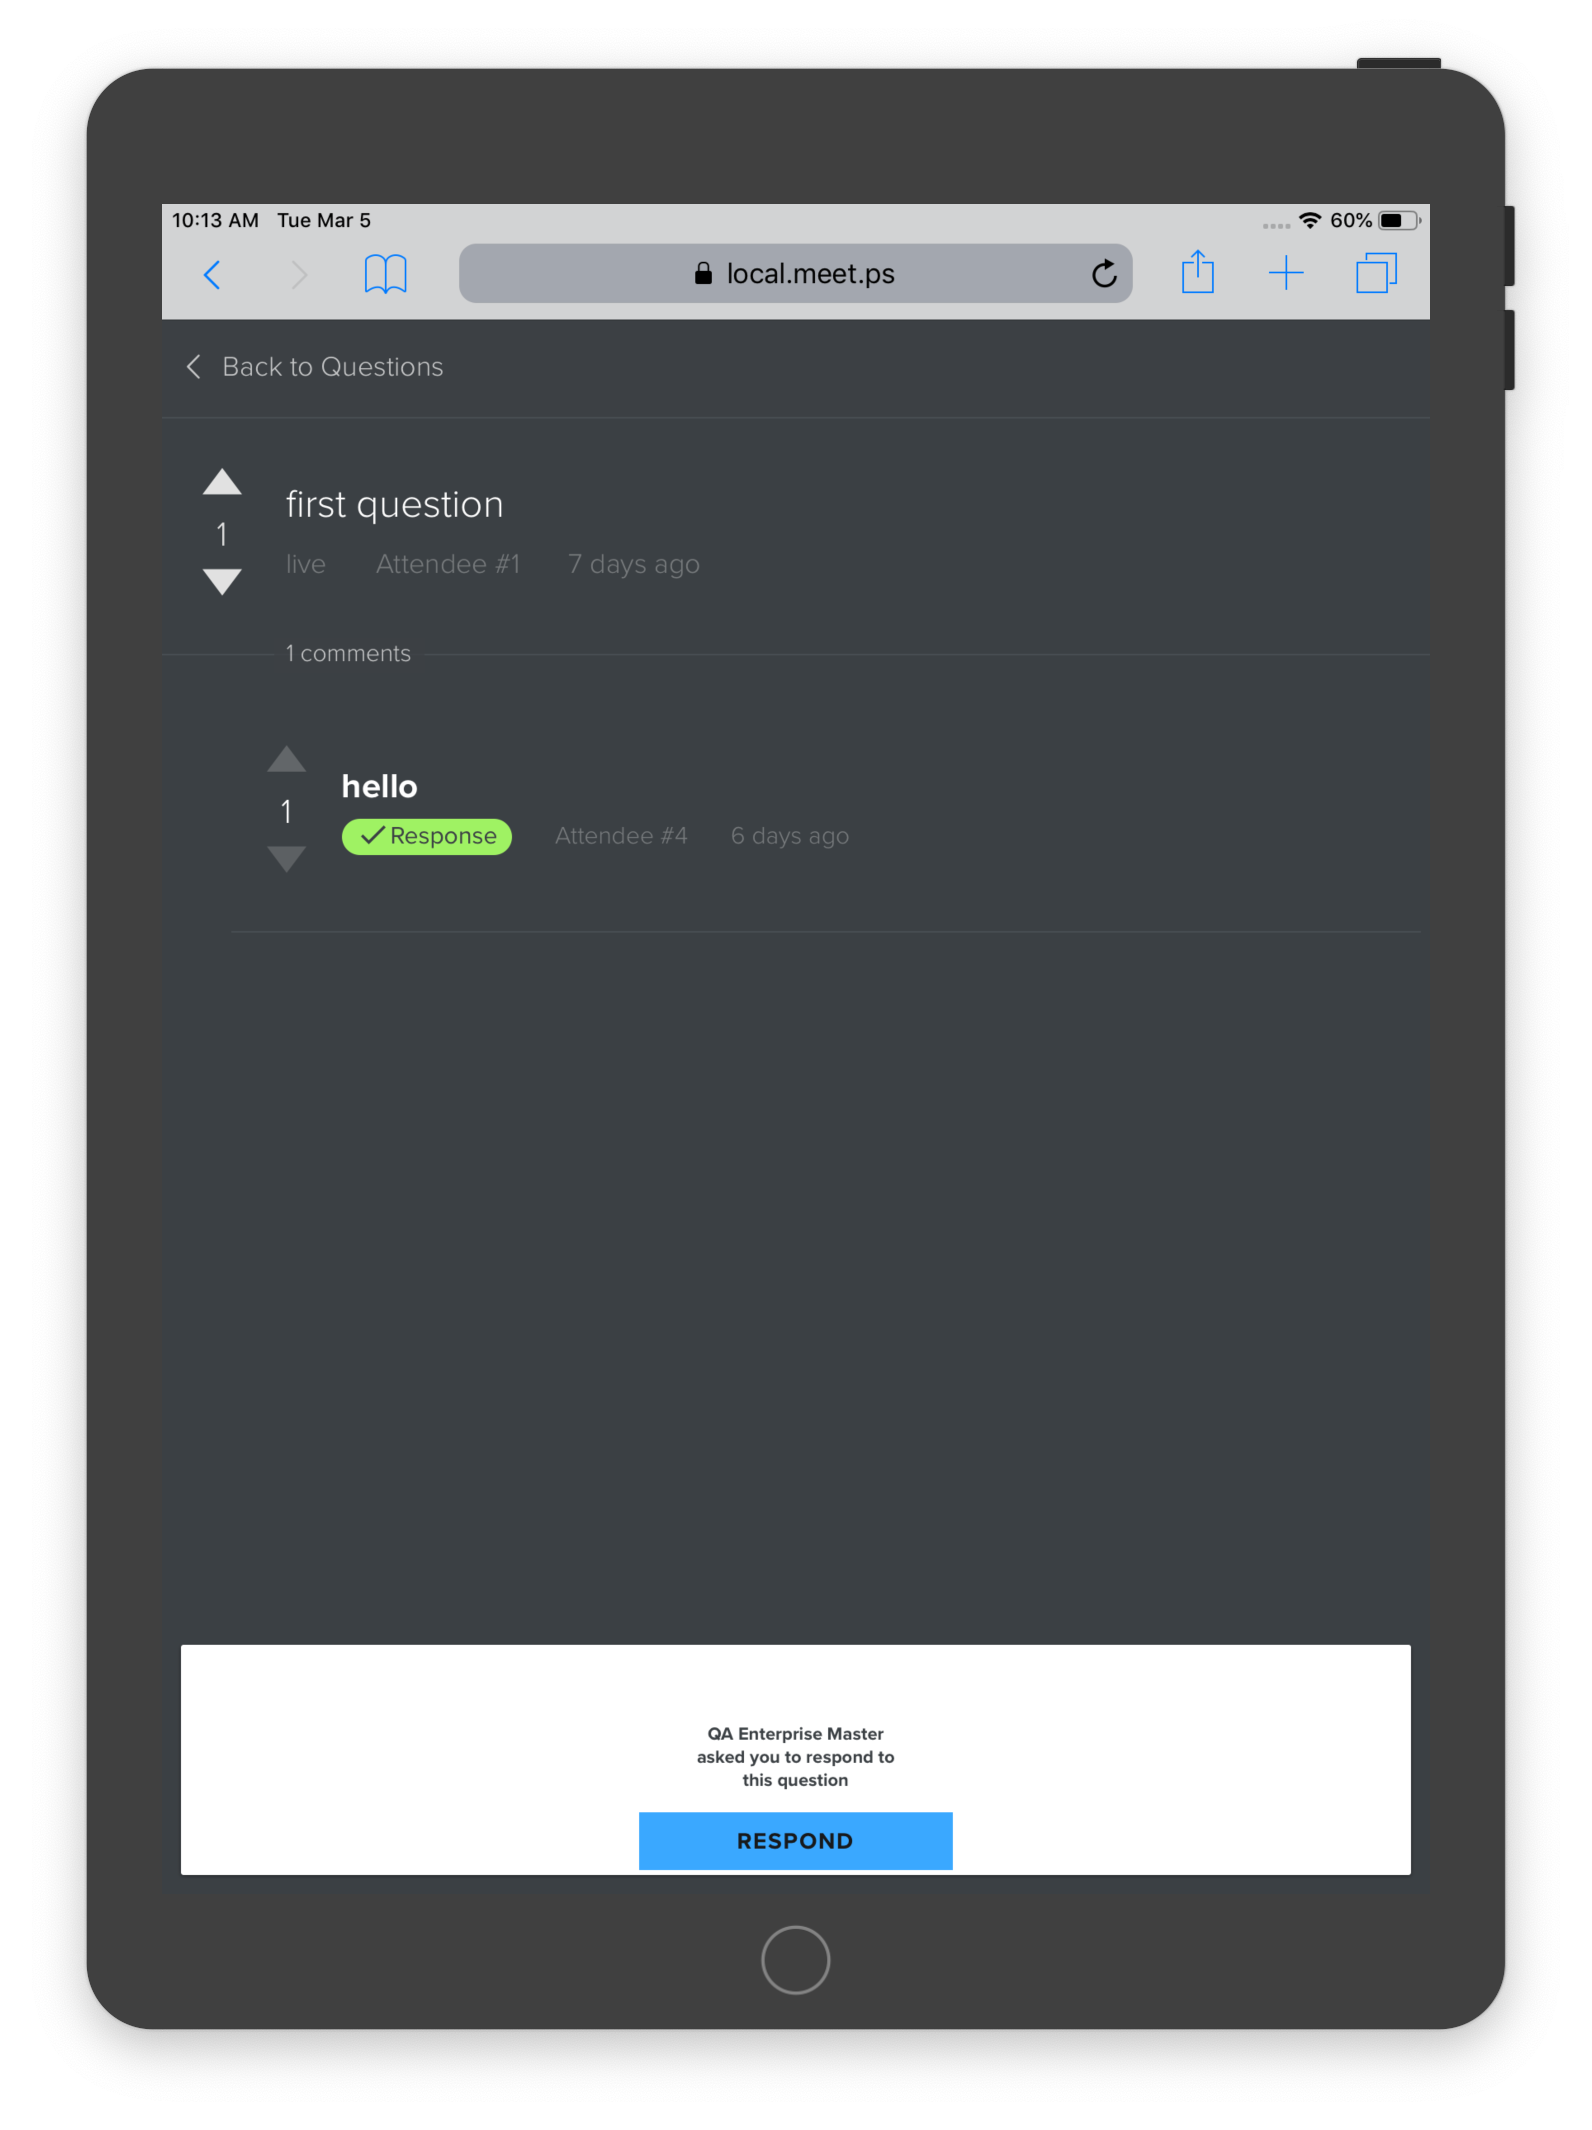 10:13 AM Tue Mar 5 60%
local.meet.ps
Back to Questions
first question
1
live Attendee #1 7 days ago
1 comments
hello
1
Response Attendee #4 6 days ago
QA Enterprise Master
asked you to respond to
this question
RESPOND